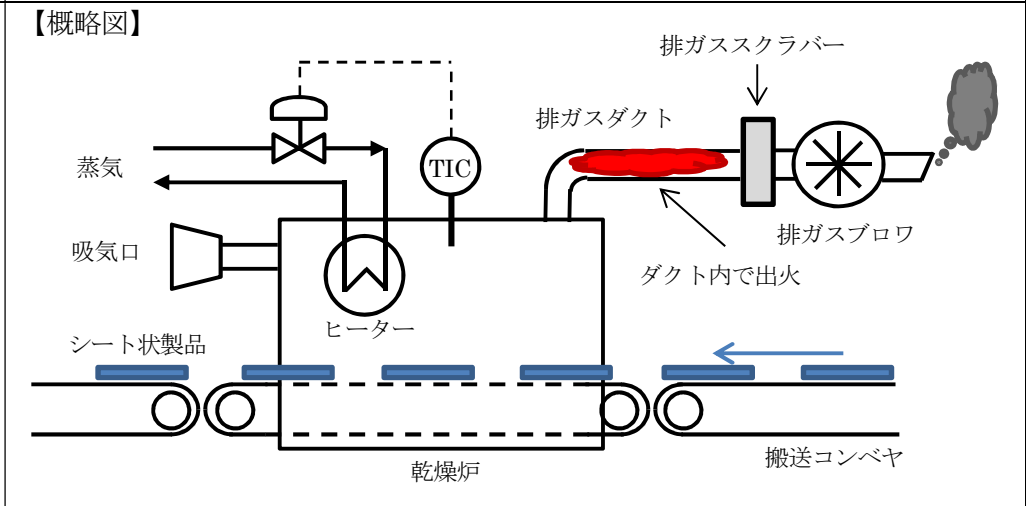 【概略図】
排ガススクラバー
排ガスダクト
蒸気
TIC
吸気口
排ガスブロワ
ダクト内で出火
ヒーター
シート状製品
搬送コンベヤ
乾燥炉